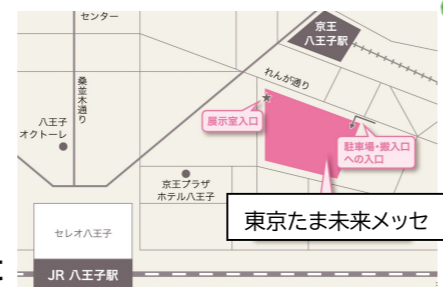 センター
京王
八王子駅
れんが通り
桑並木通り
展示室入口
八王子
オクトーレ
駐車場・搬入口
への入口
京王プラザ
ホテル八王子
東京たま未来メッセ
セレオ八王子
JR 八王子駅